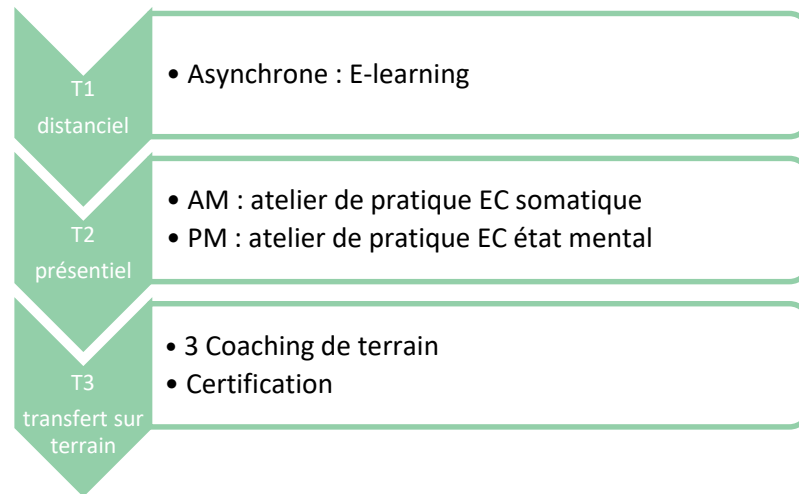 T1
distanciel
• Asynchrone : E-learning
T2
présentiel
• AM : atelier de pratique EC somatique
• PM : atelier de pratique EC état mental
T3
transfert sur
terrain
• 3 Coaching de terrain
• Certification